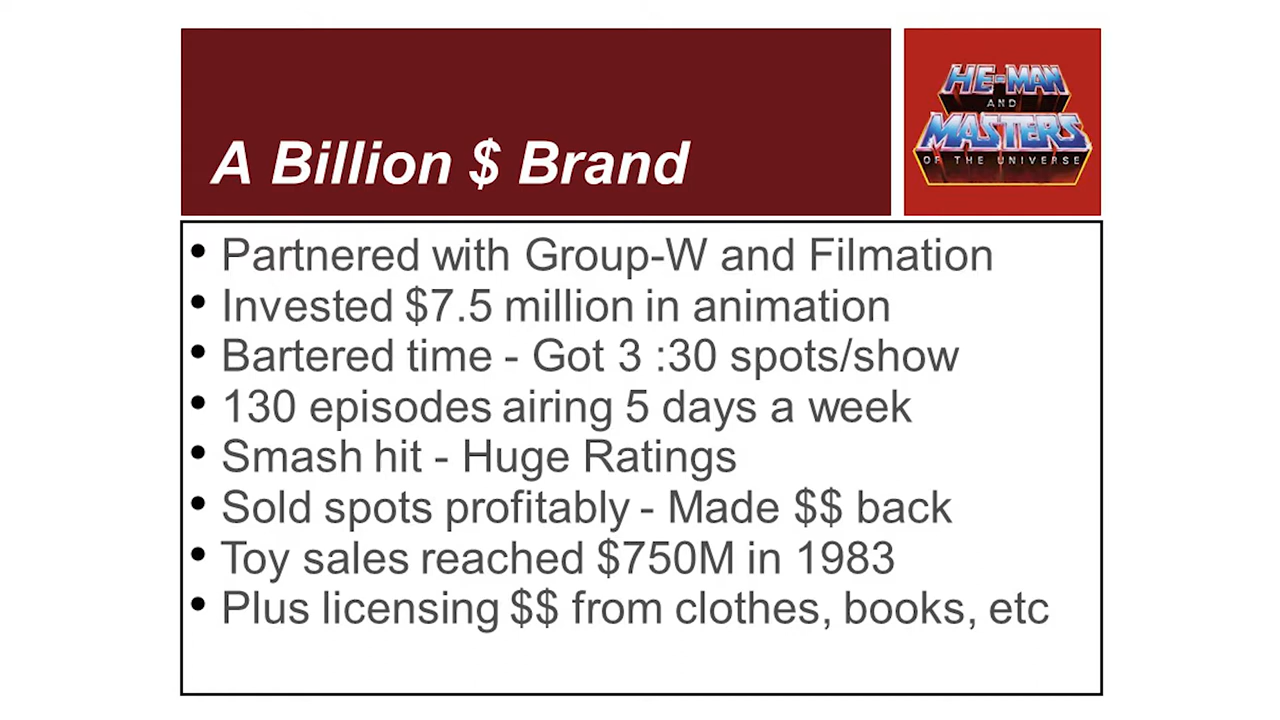 A Billion $ Brand
HE-MAN
AND
MASTERS
OF THE UNIVERSE
• Partnered with Group-W and Filmation
• Invested $7.5 million in animation
• Bartered time - Got 3 :30 spots/show
• 130 episodes airing 5 days a week
• Smash hit - Huge Ratings
• Sold spots profitably - Made $$ back
• Toy sales reached $750M in 1983
• Plus licensing $$ from clothes, books, etc